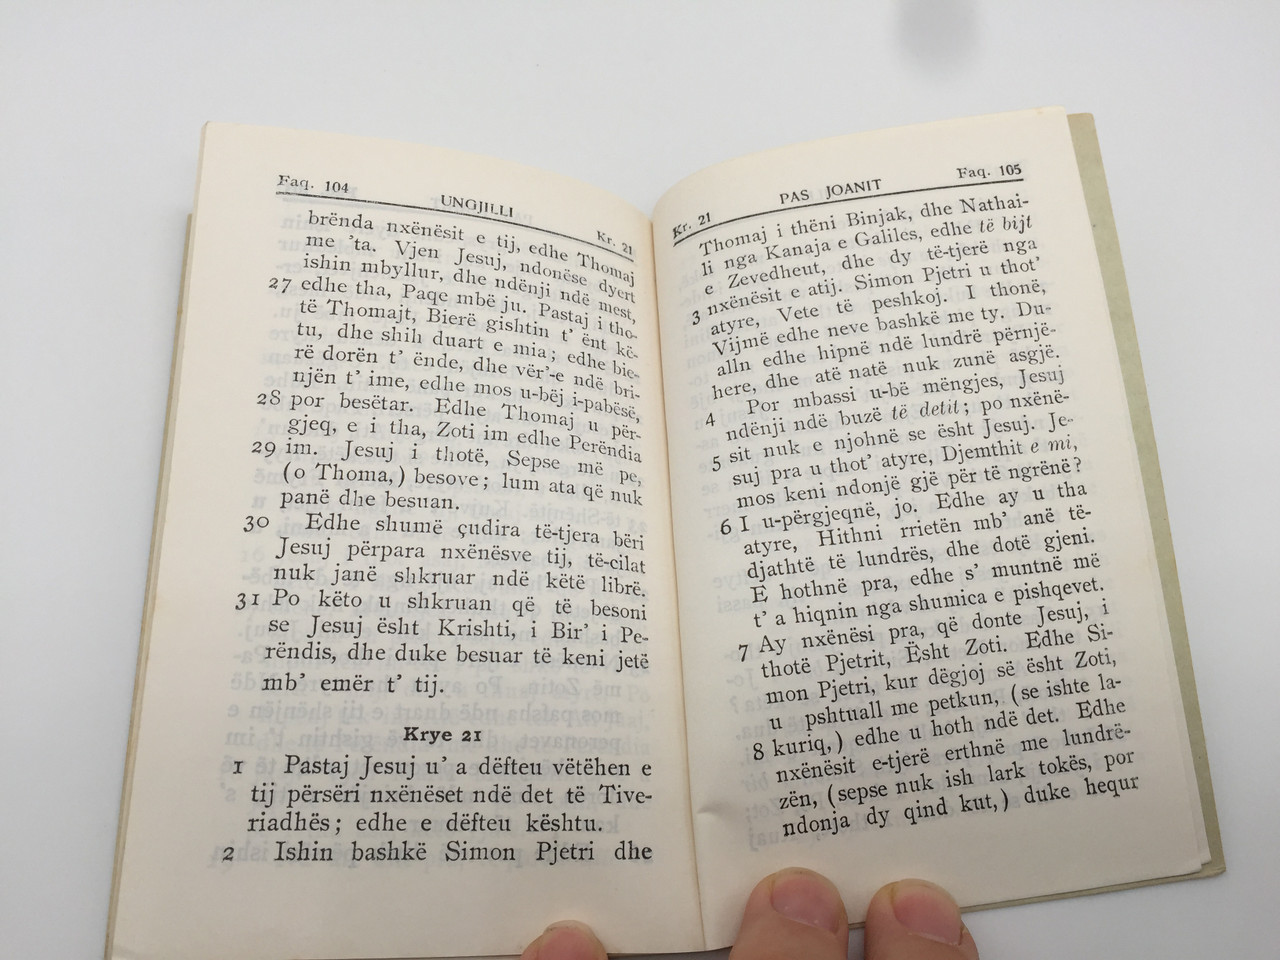 Faq. 104 UNGJILLI Kr. 21
brënda nxënësit e tij, edhe Thomaj
me 'ta. Vjen Jesuj, ndonëse dyert
ishin mbyllur, dhe ndënji ndë mest,
27 edhe tha, Paqe mbë ju. Pastaj i tho-
të Thomajt, Bierë gishtin t' ënt kë-
tu, dhe shih duart e mia; edhe bie-
rë dorën t' ënde, dhe vër'-e ndë bri-
njën t' ime, edhe mos u-bëj i-pabësë,
28 por besëtar. Edhe Thomaj u për-
gjeq, e i tha, Zoti im edhe Perëndia
29 im. Jesuj i thotë, Sepse më pe,
(o Thoma,) besove; lum ata që nuk
panë dhe besuan.
30 Edhe shumë çudira të-tjera bëri
Jesuj përpara nxënësve tij, të-cilat
nuk janë shkruar ndë këtë librë.
31 Po këto u shkruan që të besoni
se Jesuj ësht Krishti, i Bir' i Pe-
rëndis, dhe duke besuar të keni jetë
mb' emër t' tij.
Krye 21
1 Pastaj Jesuj u' a dëfteu vëtëhen e
tij përsëri nxënëset ndë det të Tive-
riadhës; edhe e dëfteu kështu.
2 Ishin bashkë Simon Pjetri dhe
Kr. 21 PAS JOANIT Faq. 105
Thomaj i thëni Binjak, dhe Nathai-
li nga Kanaja e Galiles, edhe të bijt
e Zevedheut, dhe dy të-tjerë nga
3 nxënësit e atij. Simon Pjetri u thot'
atyre, Vete të peshkoj. I thonë,
Vijmë edhe neve bashkë me ty. Du-
alln edhe hipnë ndë lundrë përnjë-
here, dhe atë natë nuk zunë asgjë.
4 Por mbassi u-bë mëngjes, Jesuj
ndënji ndë buzë të detit; po nxënë-
5 sit nuk e njohnë se ësht Jesuj. Je-
suj pra u thot' atyre, Djemthit e mi,
mos keni ndonjë gjë për të ngrënë?
6 I u-përgjeqnë, jo. Edhe ay u tha
atyre, Hithni rrietën mb' anë të-
djathtë të lundrës, dhe dotë gjeni.
E hothnë pra, edhe s' muntnë më
t' a hiqnin nga shumica e pishqevet.
7 Ay nxënësi pra, që donte Jesuj, i
thotë Pjetrit, Ësht Zoti. Edhe Si-
mon Pjetri, kur dëgjoj së ësht Zoti,
u pshtuall me petkun, (se ishte la-
8 kuriq,) edhe u hoth ndë det. Edhe
nxënësit e-tjerë erthnë me lundrë-
zën, (sepse nuk ish lark tokës, por
ndonja dy qind kut,) duke hequr